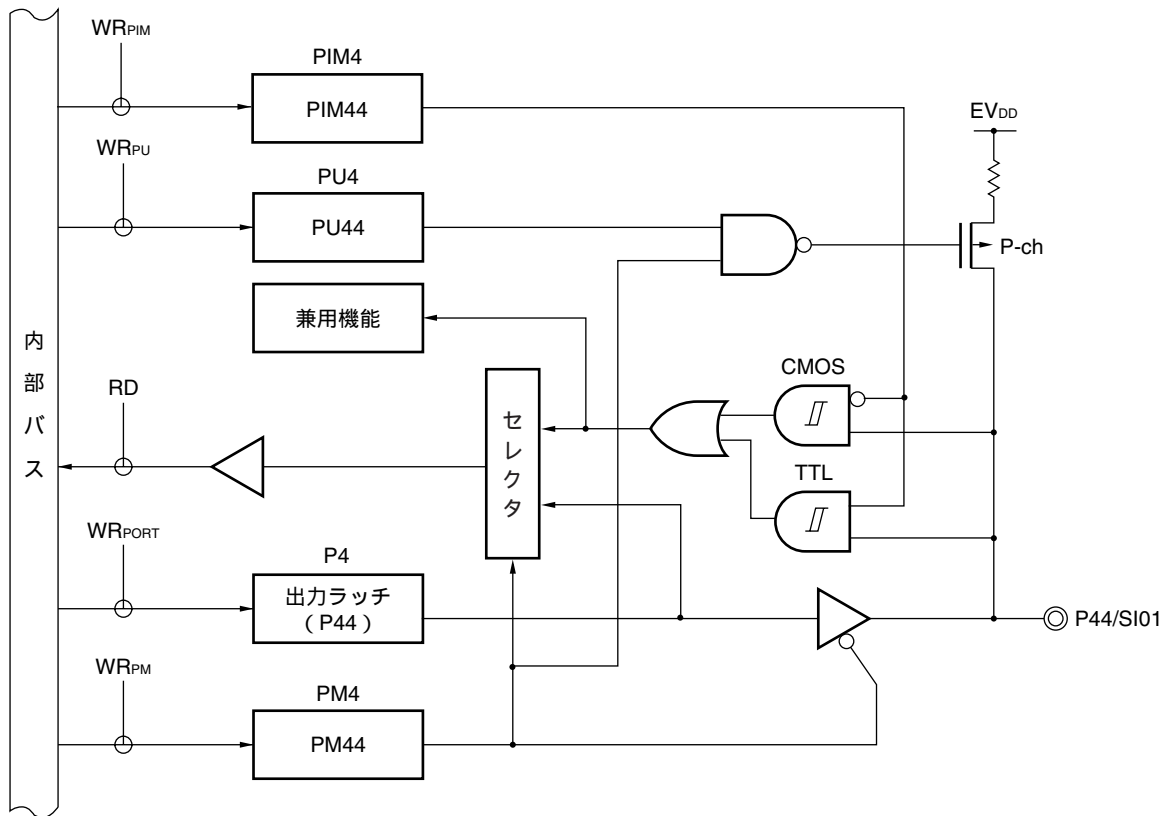 WRPIM
PIM4
PIM44
EVDD
WRPU
PU4
PU44
P-ch
兼用機能
内部バス
RD
CMOS
セレクタ
TTL
WRPORT
P4
出力ラッチ
(P44)
P44/SI01
WRPM
PM4
PM44